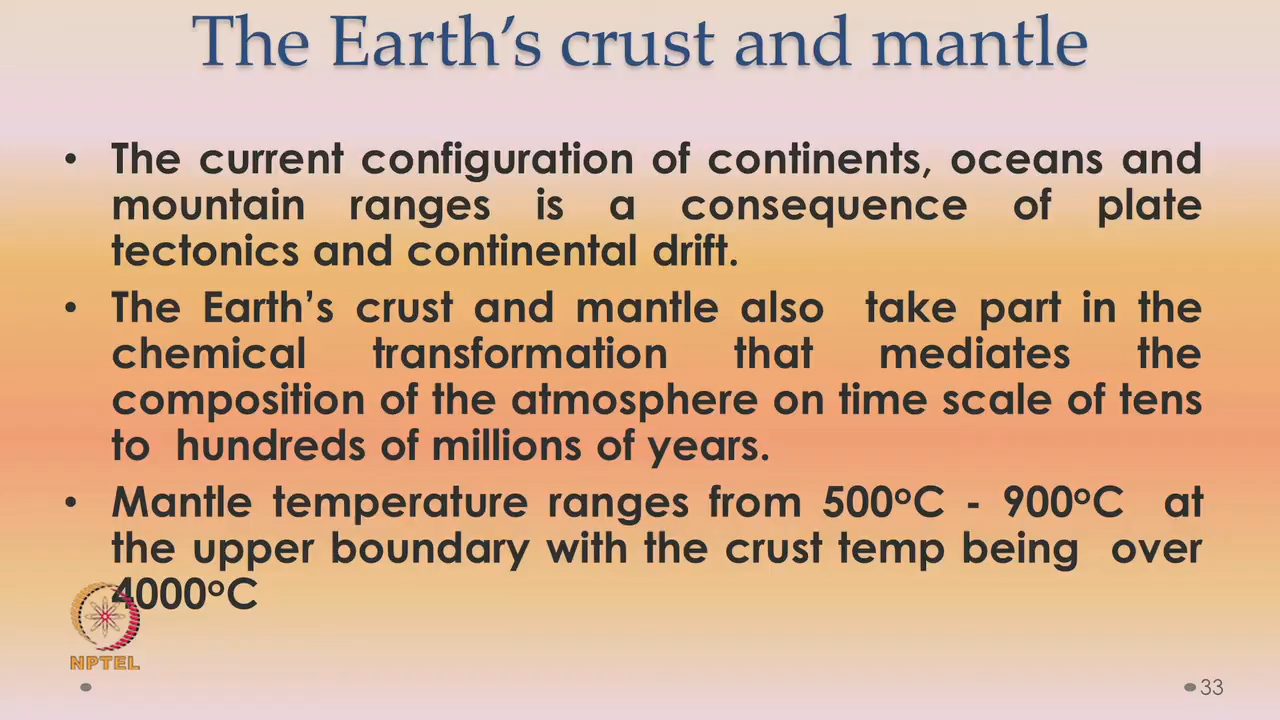 The Earth’s crust and mantle
• The current configuration of continents, oceans and
mountain ranges is a consequence of plate
tectonics and continental drift.
• The Earth’s crust and mantle also take part in the
chemical transformation that mediates the
composition of the atmosphere on time scale of tens
to hundreds of millions of years.
• Mantle temperature ranges from 500°C - 900°C at
the upper boundary with the crust temp being over
4000°C
NPTEL
33